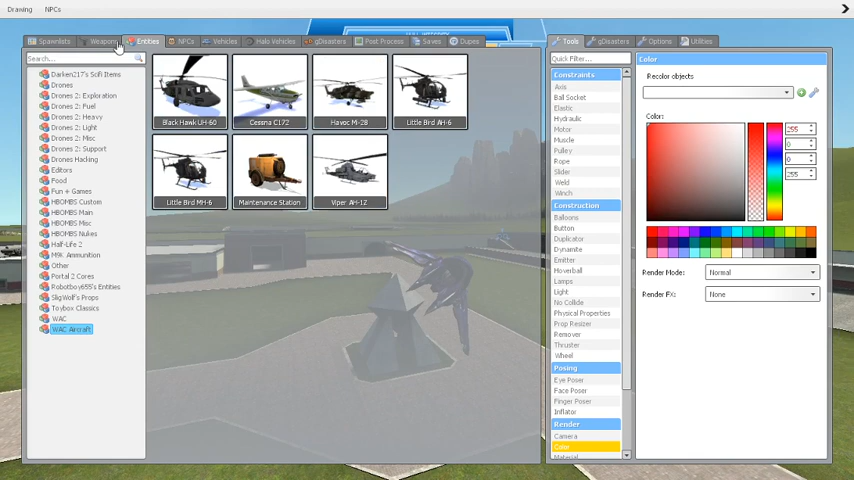 Drawing NPCs
Spawnlists Weapons Entities NPCs Vehicles Halo Vehicles gDisasters Post Process Saves Dupes
Tools gDisasters Options Utilities
Search...
Darken217's SciFi Items
Drones
Drones 2: Exploration
Drones 2: Fuel
Drones 2: Heavy
Drones 2: Light
Drones 2: Misc
Drones 2: Support
Drones Hacking
Editors
Food
Fun + Games
HBOMBS Custom
HBOMBS Main
HBOMBS Misc
HBOMBS Nukes
Half-Life 2
M9K Ammunition
Other
Portal 2 Cores
Robotboy655's Entities
SligWolf's Props
Toybox Classics
WAC
WAC Aircraft
Black Hawk UH-60
Cessna C172
Havoc M-28
Little Bird AH-6
Little Bird MH-6
Maintenance Station
Viper AH-1Z
Quick Filter...
Constraints
Axis
Ball Socket
Elastic
Hydraulic
Motor
Muscle
Pulley
Rope
Slider
Weld
Winch
Construction
Balloons
Button
Duplicator
Dynamite
Emitter
Hoverball
Lamps
Light
No Collide
Physical Properties
Prop Resizer
Remover
Thruster
Wheel
Posing
Eye Poser
Face Poser
Finger Poser
Inflator
Render
Camera
Color
Material
Color
Recolor objects
Color:
255
0
0
255
Render Mode: Normal
Render FX: None